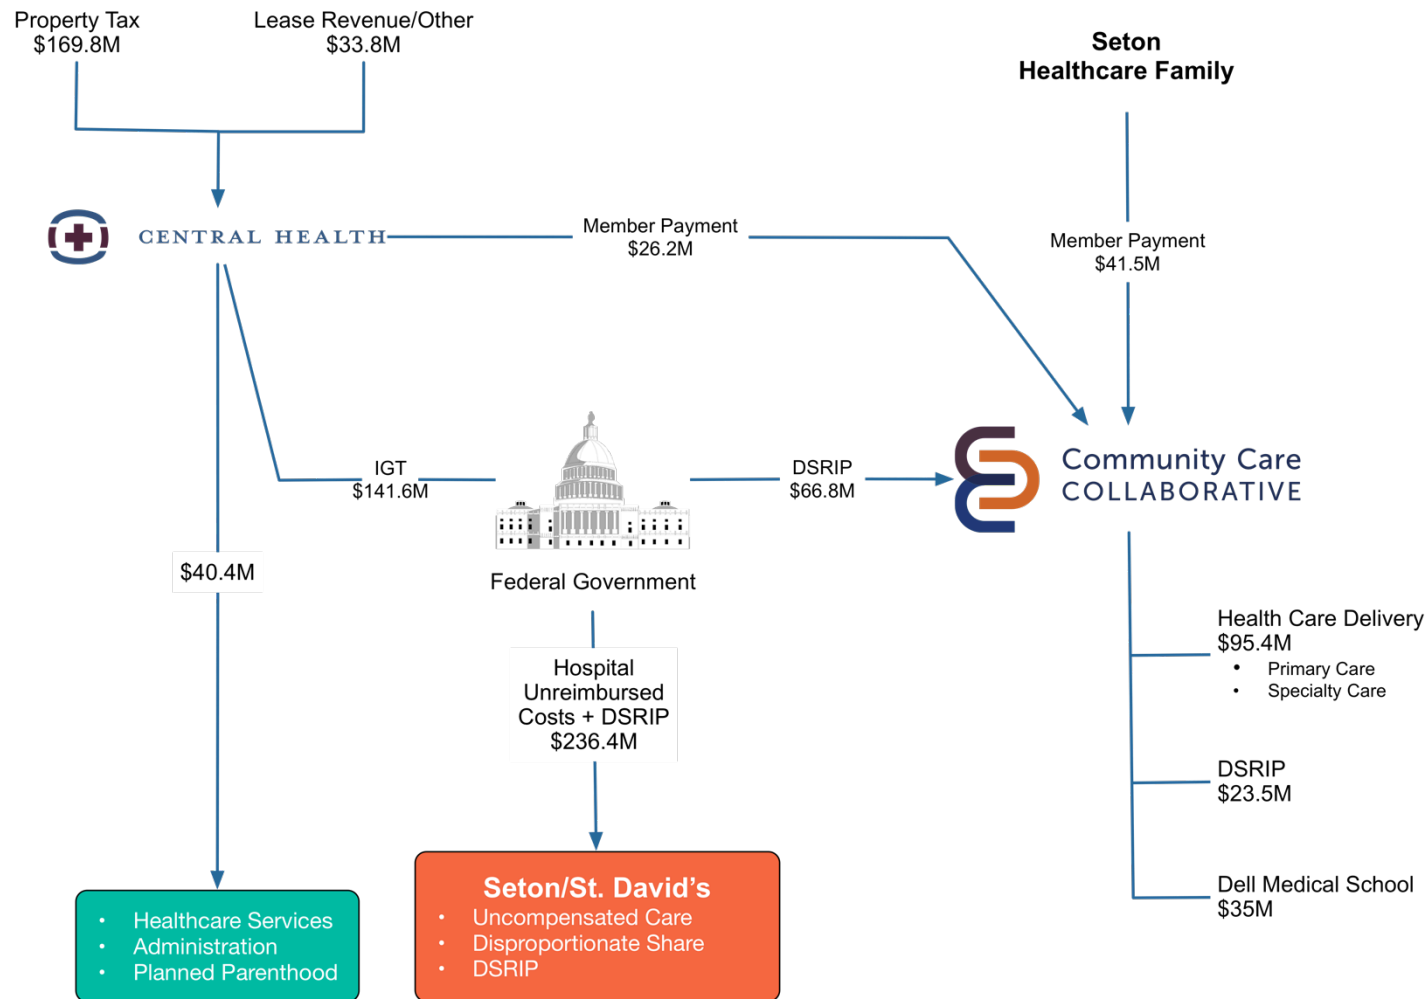 Property Tax
$169.8M
Lease Revenue/Other
$33.8M
Seton
Healthcare Family
CENTRAL HEALTH
Member Payment
$26.2M
Member Payment
$41.5M
IGT
$141.6M
DSRIP
$66.8M
Community Care
COLLABORATIVE
Federal Government
$40.4M
Hospital
Unreimbursed
Costs + DSRIP
$236.4M
Health Care Delivery
$95.4M
• Primary Care
• Specialty Care
DSRIP
$23.5M
Dell Medical School
$35M
• Healthcare Services
• Administration
• Planned Parenthood
Seton/St. David’s
• Uncompensated Care
• Disproportionate Share
• DSRIP